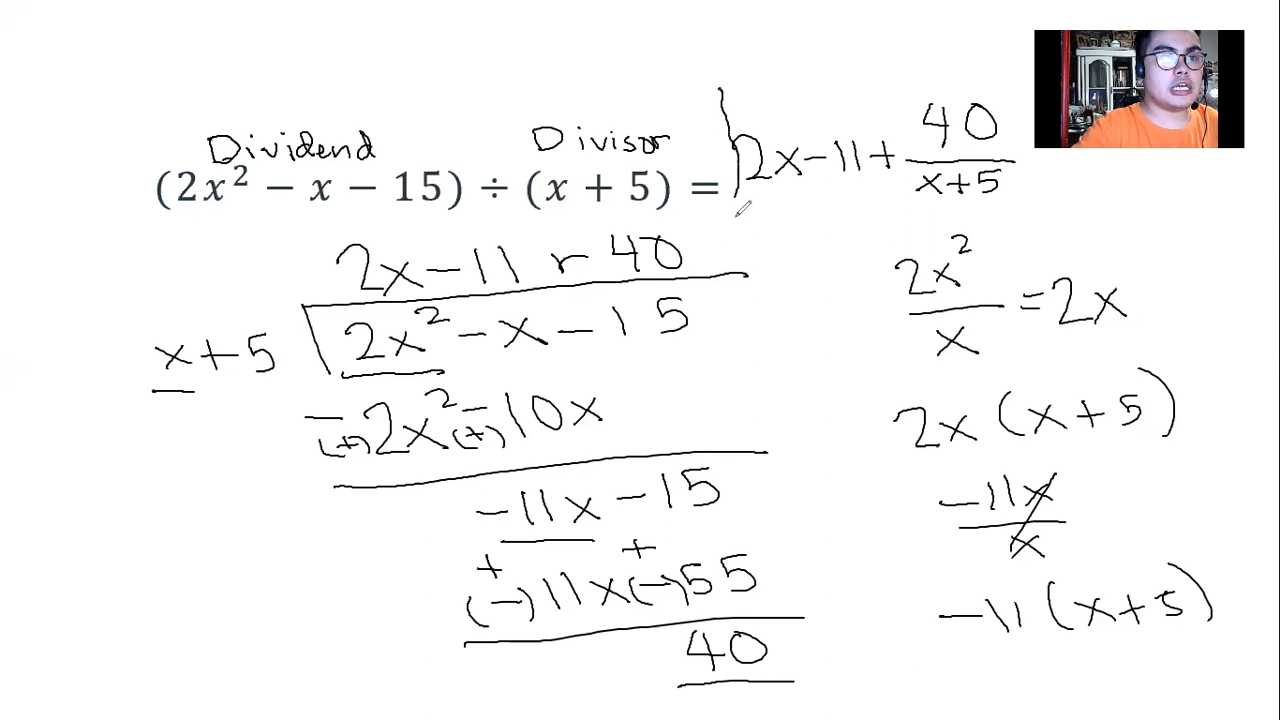 Dividend Divisor
(2x² − x − 15) ÷ (x + 5) = 2x − 11 + 40/(x+5)
2x − 11 r 40
x + 5 2x² − x − 15
− (+) 2x² − (+) 10x
−11x − 15
+ (−) 11x + (−) 55
40
2x²/x = 2x
2x (x + 5)
−11x/x
−11 (x + 5)